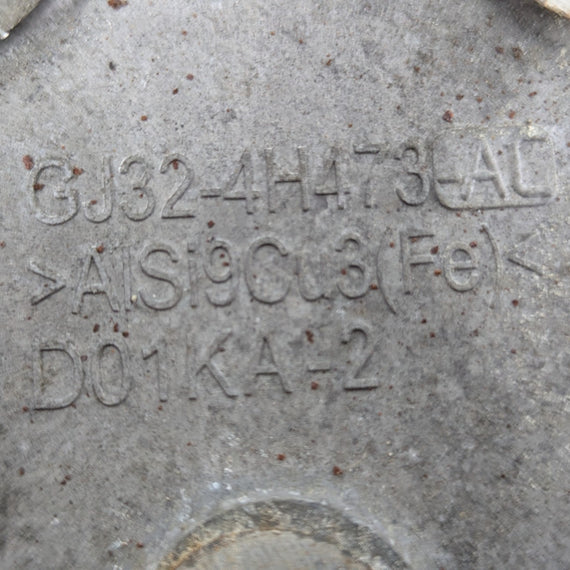 GJ32-4H473-AC
>AlSi9Cu3(Fe)<
D01KA-2